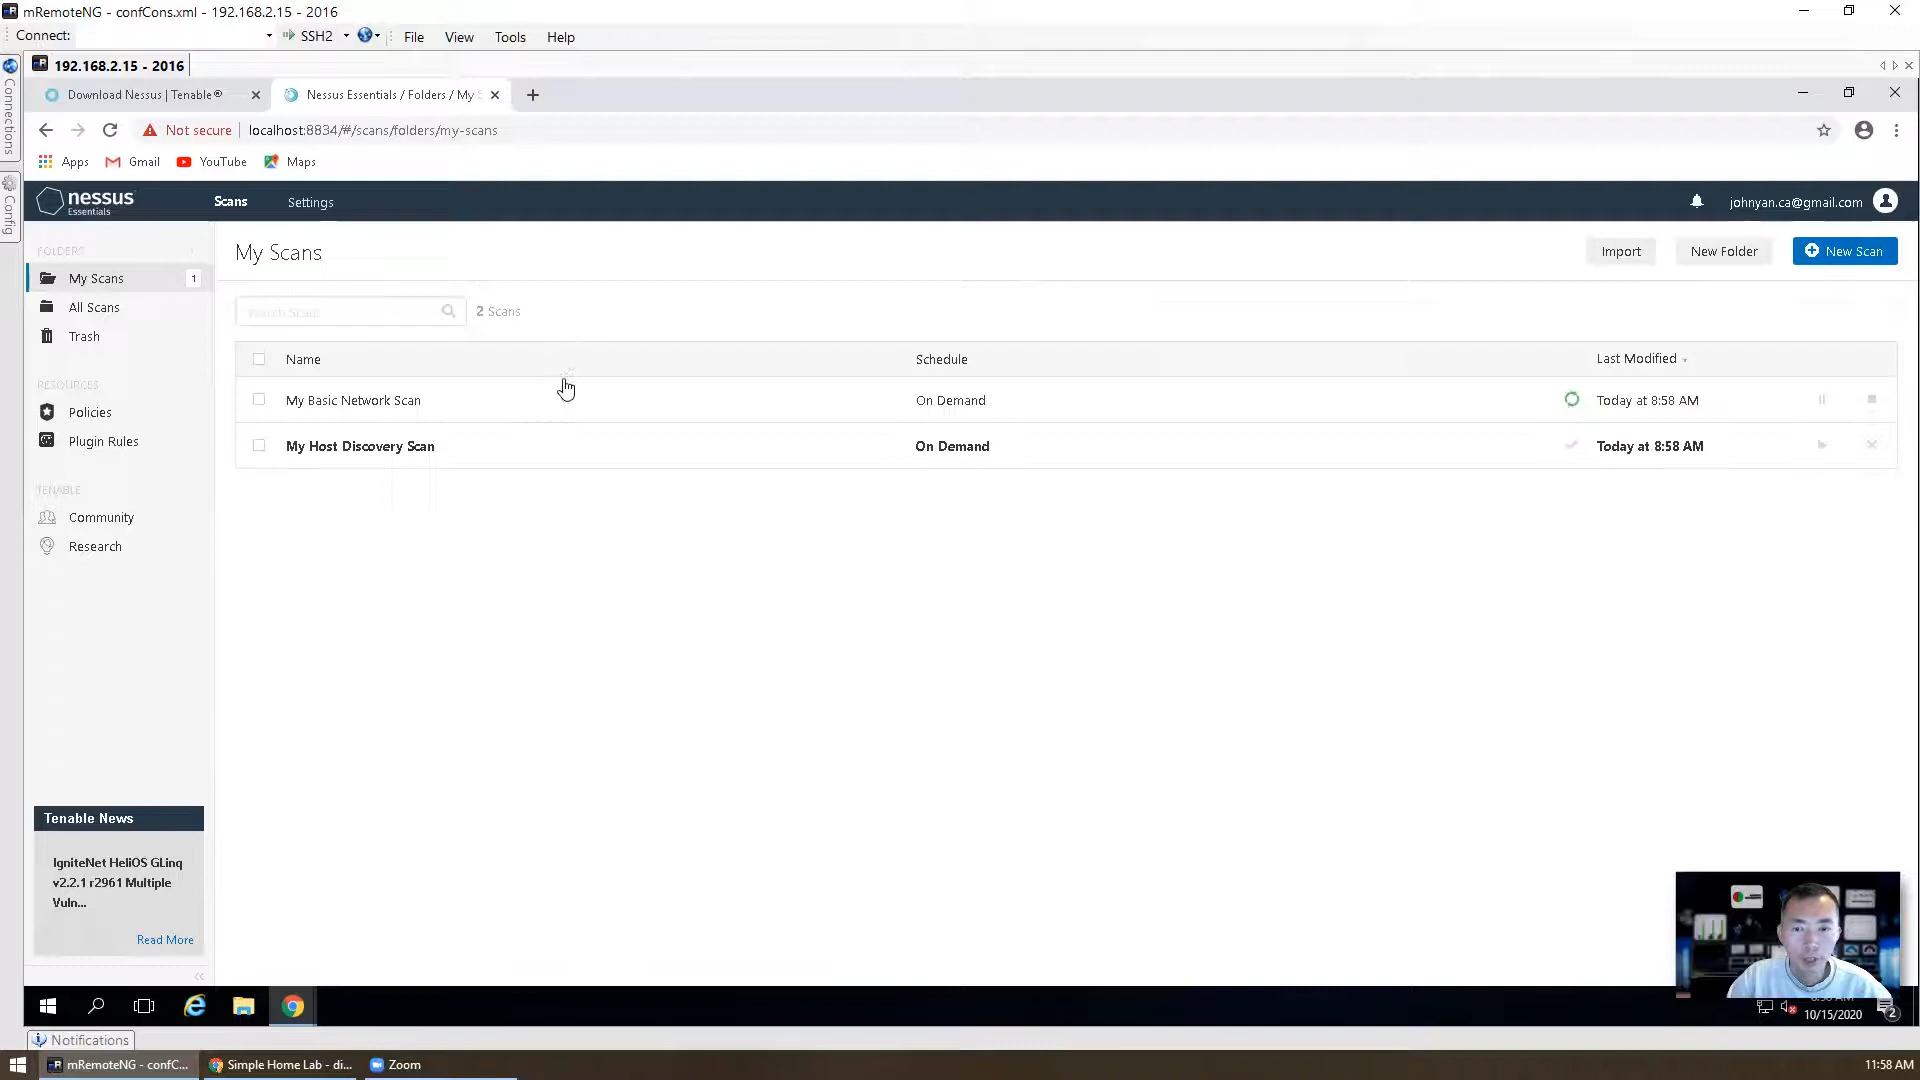 mRemoteNG - confCons.xml - 192.168.2.15 - 2016
Connect: SSH2 File View Tools Help
192.168.2.15 - 2016
Connections
Config
Download Nessus | Tenable® Nessus Essentials / Folders / My S
Not secure localhost:8834/#/scans/folders/my-scans
Apps Gmail YouTube Maps
nessus
Essentials
Scans Settings johnyan.ca@gmail.com
FOLDERS
My Scans 1
All Scans
Trash
RESOURCES
Policies
Plugin Rules
TENABLE
Community
Research
My Scans Import New Folder New Scan
Search Scans 2 Scans
Name Schedule Last Modified
My Basic Network Scan On Demand Today at 8:58 AM
My Host Discovery Scan On Demand Today at 8:58 AM
Tenable News
IgniteNet HeliOS GLinq
v2.2.1 r2961 Multiple
Vuln...
Read More
10/15/2020 2
Notifications
mRemoteNG - confC... Simple Home Lab - di... Zoom 11:58 AM